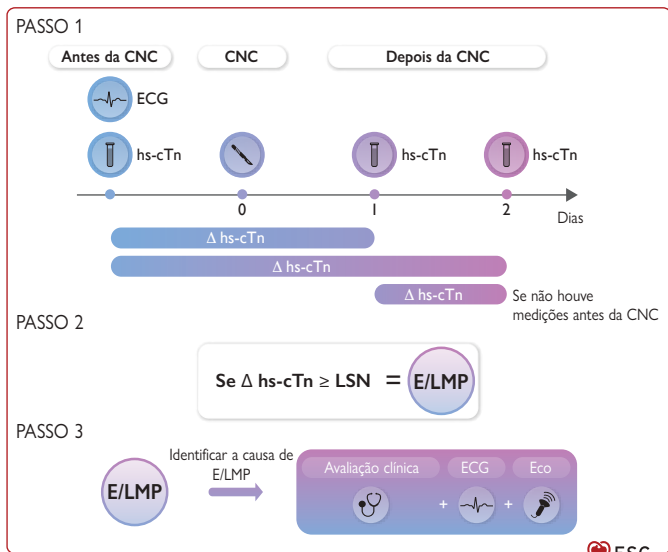 PASSO 1
Antes da CNC
CNC
Depois da CNC
ECG
hs-cTn
hs-cTn
hs-cTn
0
1
2
Dias
Δ hs-cTn
Δ hs-cTn
Δ hs-cTn
Se não houve
medições antes da CNC
PASSO 2
Se Δ hs-cTn ≥ LSN = E/LMP
PASSO 3
E/LMP
Identificar a causa de
E/LMP
Avaliação clínica
ECG
Eco
+
+
ESC